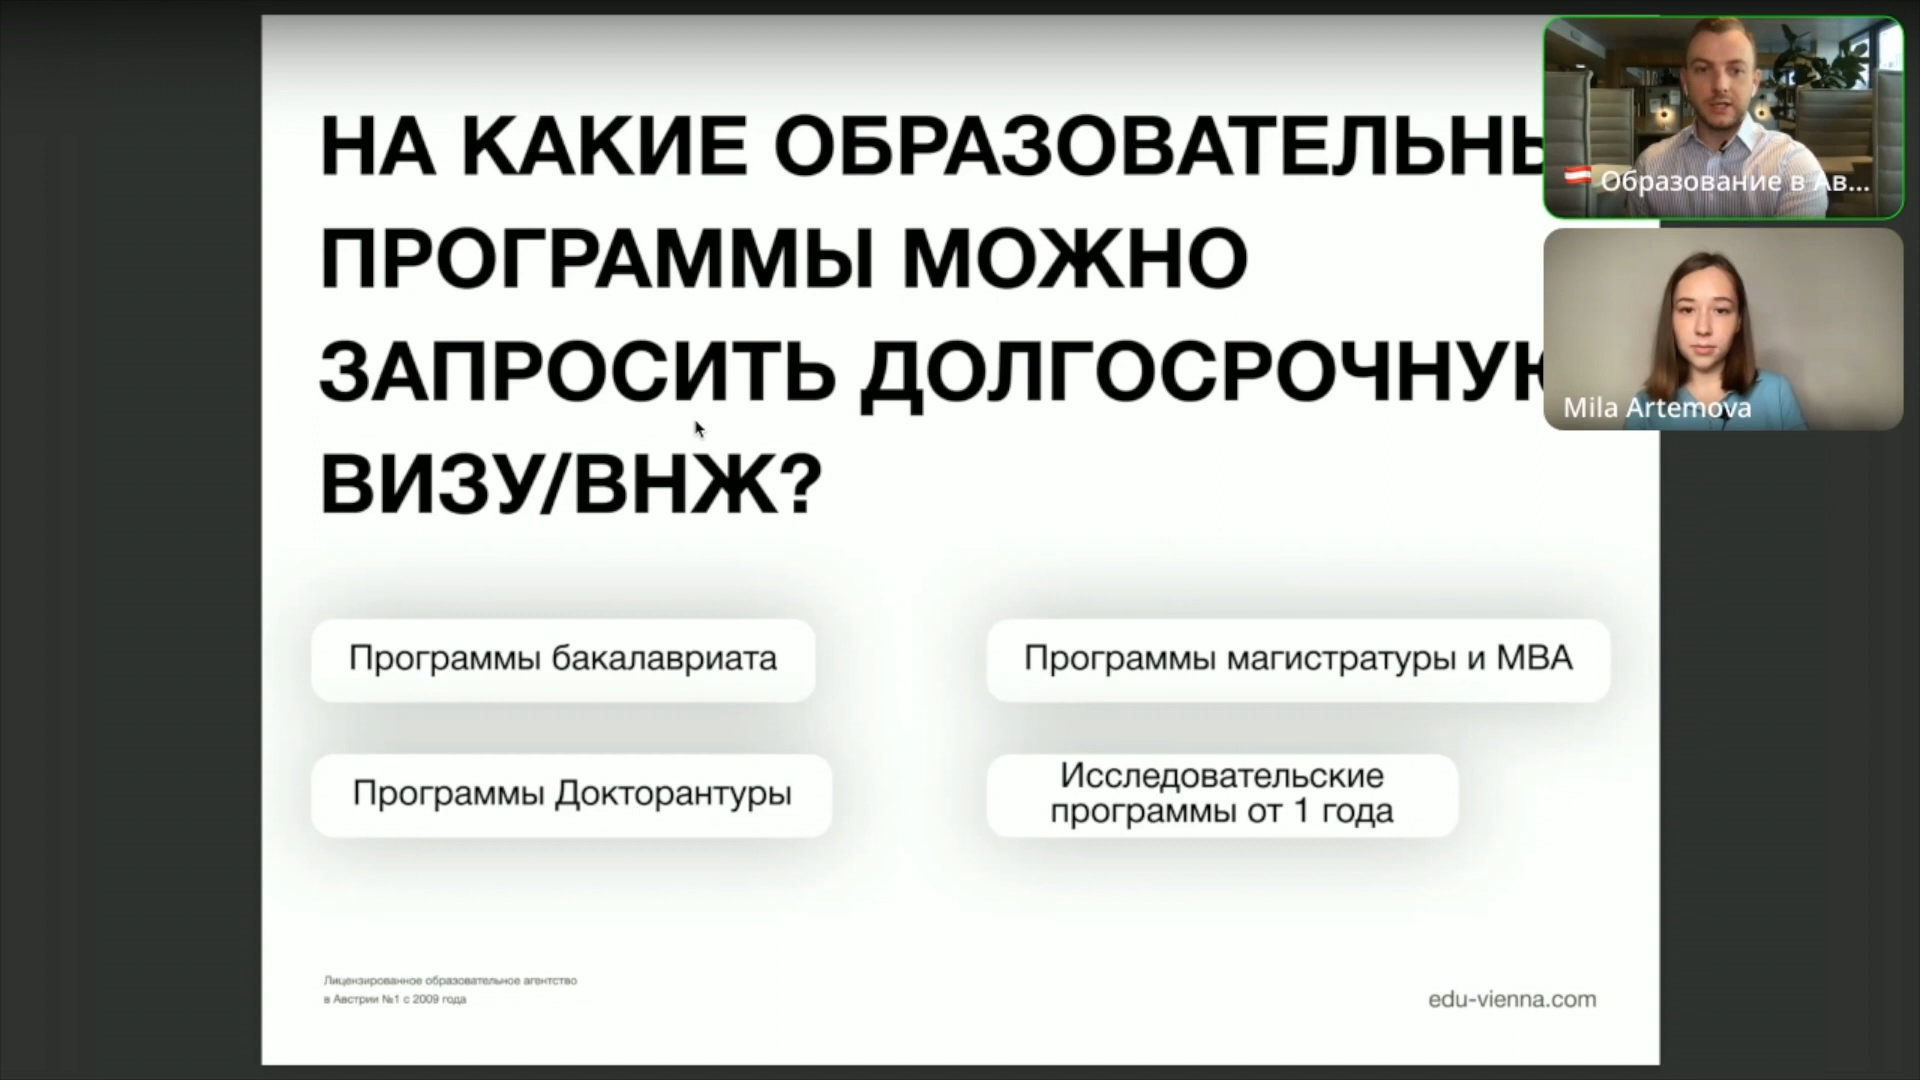 НА КАКИЕ ОБРАЗОВАТЕЛЬНЫ
ПРОГРАММЫ МОЖНО
ЗАПРОСИТЬ ДОЛГОСРОЧНУЮ
ВИЗУ/ВНЖ?
Программы бакалавриата
Программы магистратуры и MBA
Программы Докторантуры
Исследовательские
программы от 1 года
Лицензированное образовательное агентство
в Австрии №1 с 2009 года
edu-vienna.com
Образование в Ав...
Mila Artemova